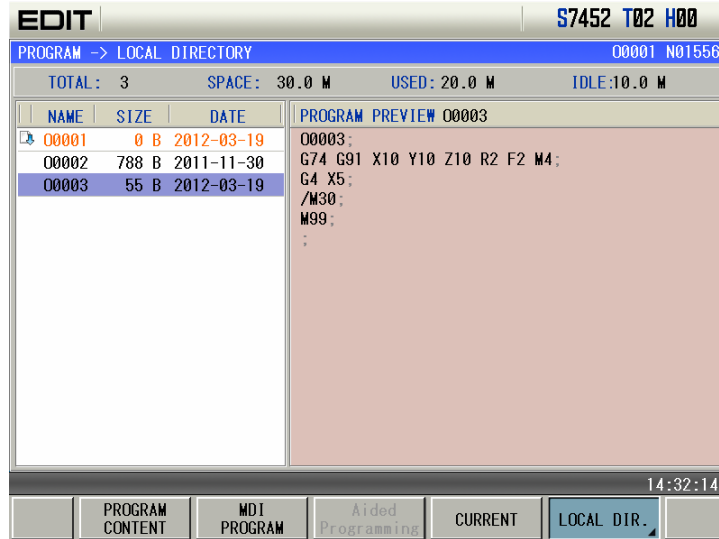 EDIT
S7452 T02 H00
PROGRAM -> LOCAL DIRECTORY
O0001 N01556
TOTAL: 3 SPACE: 30.0 M USED: 20.0 M IDLE:10.0 M
NAME SIZE DATE
O0001 0 B 2012-03-19
O0002 788 B 2011-11-30
O0003 55 B 2012-03-19
PROGRAM PREVIEW O0003
O0003;
G74 G91 X10 Y10 Z10 R2 F2 M4;
G4 X5;
/M30;
M99;
;
14:32:14
PROGRAM CONTENT
MDI PROGRAM
Aided Programming
CURRENT
LOCAL DIR.